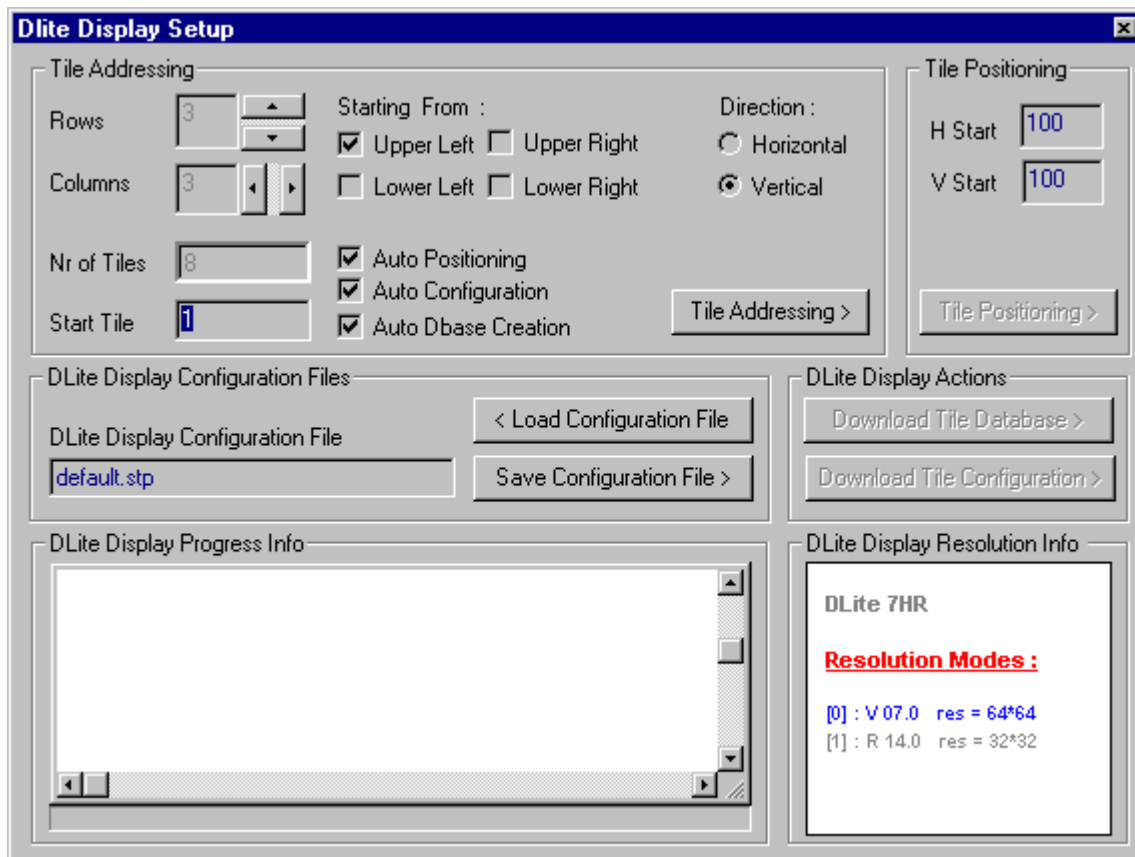 Dlite Display Setup
Tile Addressing
Rows 3
Columns 3
Nr of Tiles 8
Start Tile 1
Starting From :
Upper Left Upper Right
Lower Left Lower Right
Direction :
Horizontal
Vertical
Auto Positioning
Auto Configuration
Auto Dbase Creation
Tile Addressing >
Tile Positioning
H Start 100
V Start 100
Tile Positioning >
DLite Display Configuration Files
DLite Display Configuration File
default.stp
< Load Configuration File
Save Configuration File >
DLite Display Actions
Download Tile Database >
Download Tile Configuration >
DLite Display Progress Info
DLite Display Resolution Info
DLite 7HR
Resolution Modes :
[0] : V 07.0 res = 64*64
[1] : R 14.0 res = 32*32